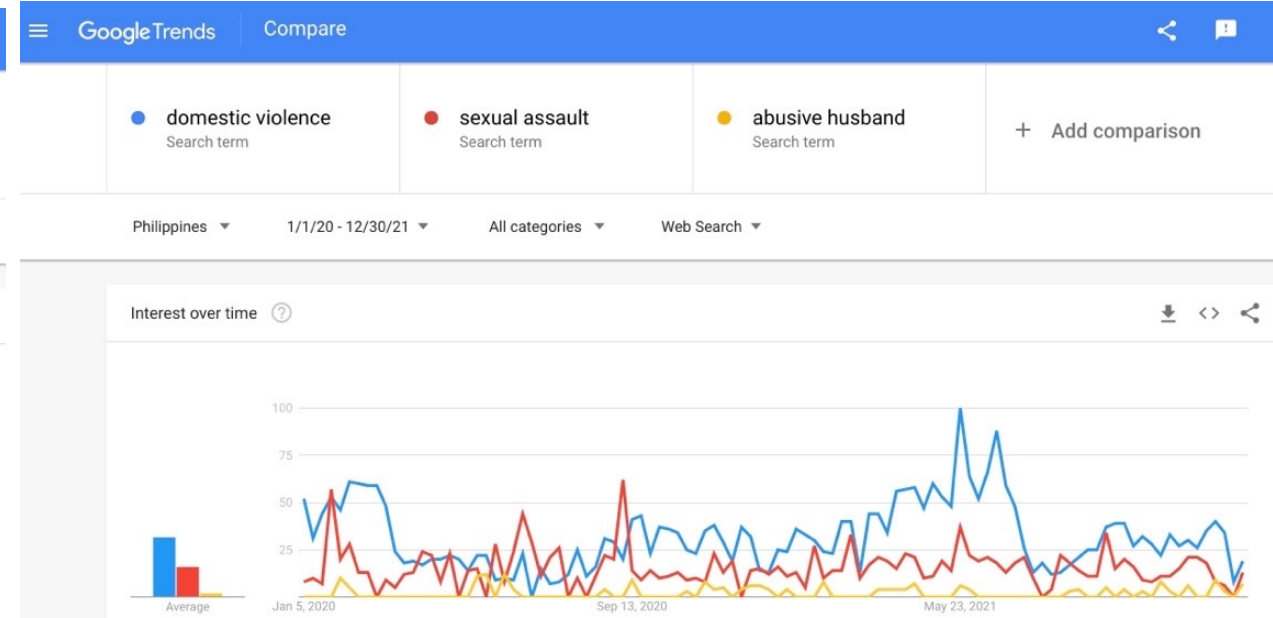 Google Trends Compare
domestic violence
Search term
sexual assault
Search term
abusive husband
Search term
+ Add comparison
Philippines
1/1/20 - 12/30/21
All categories
Web Search
Interest over time ?
<>
100
75
50
25
Average
Jan 5, 2020
Sep 13, 2020
May 23, 2021